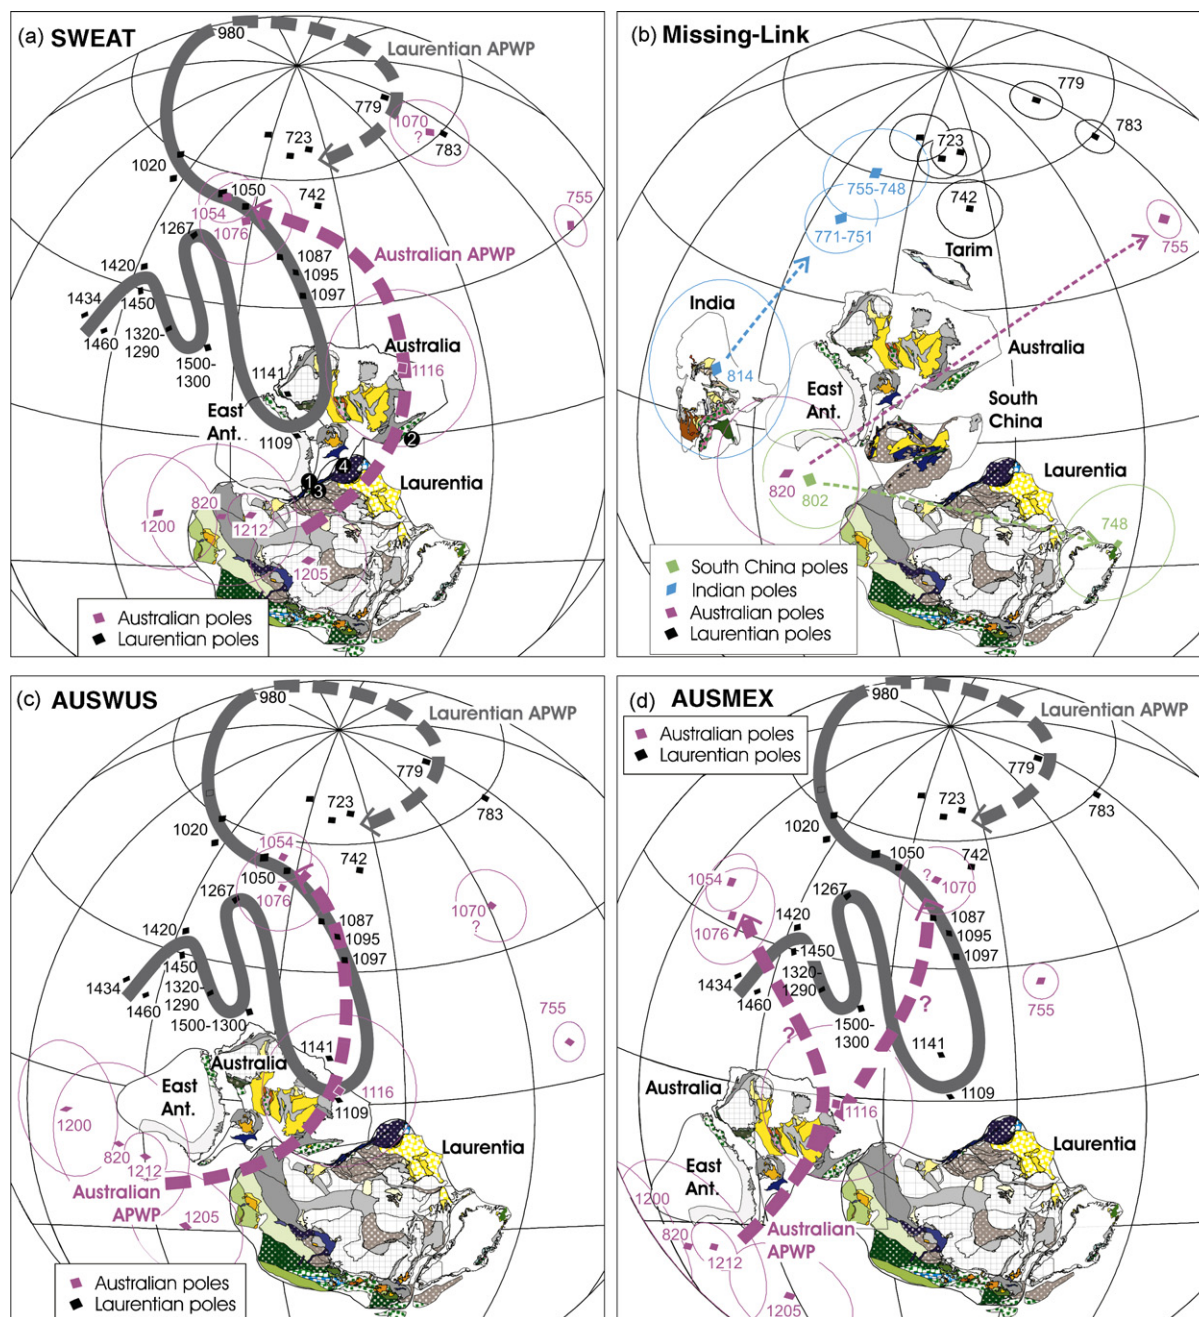 (a) SWEAT
980
Laurentian APWP
779
1070
?
783
723
1020
1050
742
755
1054
1267
1076
Australian APWP
1420
1087
1095
1434
1450
1097
1460
1320-
1290
1500-
1300
Australia
1141
1116
East
Ant.
1109
2
4
1
3
Laurentia
1200
820
1212
1205
Australian poles
Laurentian poles
(b) Missing-Link
779
783
723
755-748
742
755
771-751
Tarim
India
Australia
814
East
Ant.
South
China
Laurentia
820
802
748
South China poles
Indian poles
Australian poles
Laurentian poles
(c) AUSWUS
980
Laurentian APWP
779
723
783
1020
1054
742
1050
1267
1076
1070
?
1420
1087
1095
1450
1097
1434
1320-
1290
1460
755
1500-1300
1141
Australia
East
Ant.
1116
1109
1200
820
Laurentia
1212
Australian
APWP
1205
Australian poles
Laurentian poles
(d) AUSMEX
980
Laurentian APWP
Australian poles
Laurentian poles
779
723
783
1020
1050
742
1054
?
1070
1267
1076
1420
1087
1095
1450
1097
1434
1320-
1290
1460
755
1500-
1300
?
?
1141
Australia
1109
1116
Laurentia
East
Ant.
1200
820
1212
Australian
APWP
1205